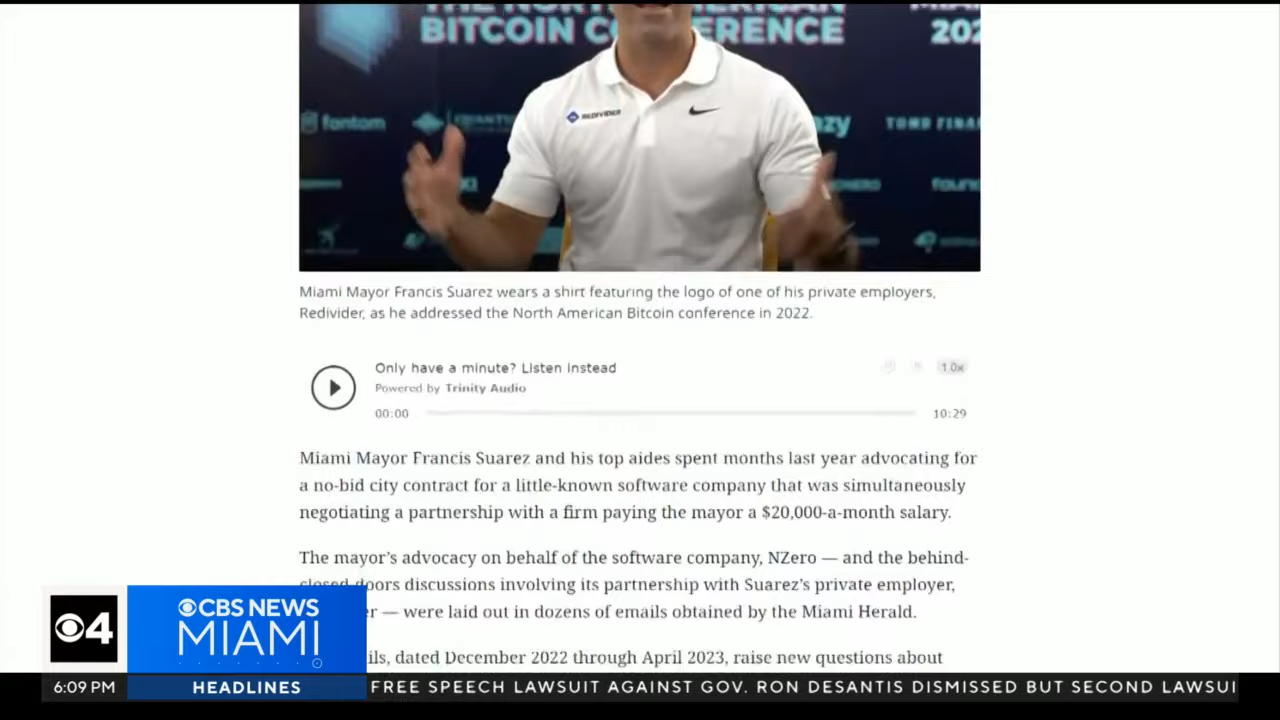 BITCOIN
202
fantom
REDIVIDER
Miami Mayor Francis Suarez wears a shirt featuring the logo of one of his private employers,
Redivider, as he addressed the North American Bitcoin conference in 2022.
Only have a minute? Listen instead
1.0x
Powered by Trinity Audio
00:00
10:29
Miami Mayor Francis Suarez and his top aides spent months last year advocating for
a no-bid city contract for a little-known software company that was simultaneously
negotiating a partnership with a firm paying the mayor a $20,000-a-month salary.
The mayor's advocacy on behalf of the software company, NZero — and the behind-
closed-doors discussions involving its partnership with Suarez's private employer,
er — were laid out in dozens of emails obtained by the Miami Herald.
ils, dated December 2022 through April 2023, raise new questions about
4
CBS NEWS
MIAMI
6:09 PM
HEADLINES
FREE SPEECH LAWSUIT AGAINST GOV. RON DESANTIS DISMISSED BUT SECOND LAWSUI